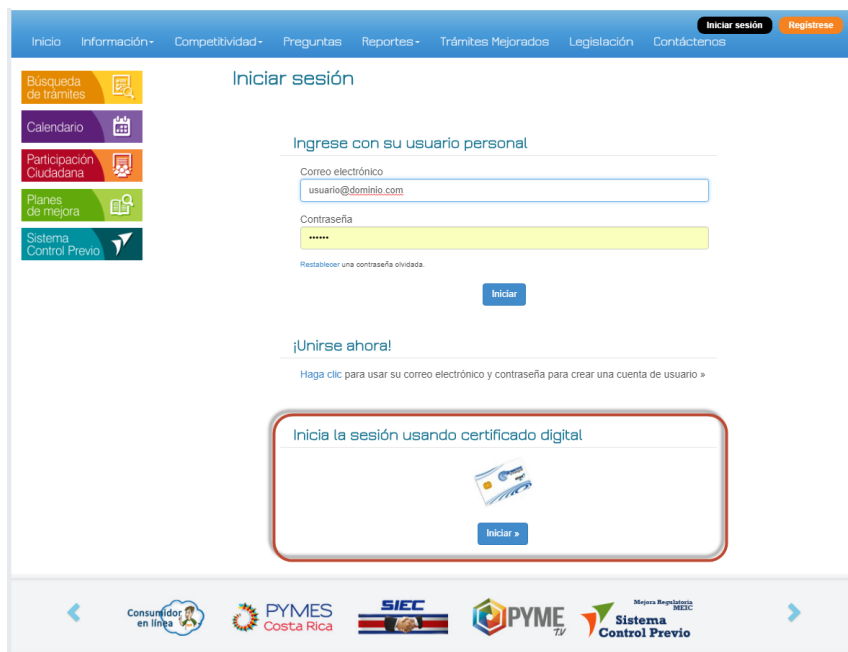 Iniciar sesión
Regístrese
Inicio Información Competitividad Preguntas Reportes Trámites Mejorados Legislación Contáctenos
Búsqueda
de trámites
Calendario
Participación
Ciudadana
Planes
de mejora
Sistema
Control Previo
Iniciar sesión
Ingrese con su usuario personal
Correo electrónico
usuario@dominio.com
Contraseña
••••••
Restablecer una contraseña olvidada.
Iniciar
¡Unirse ahora!
Haga clic para usar su correo electrónico y contraseña para crear una cuenta de usuario »
Inicia la sesión usando certificado digital
Iniciar »
Consumidor
en línea
PYMES
Costa Rica
SIEC
PYME
TV
Mejora Regulatoria
MEIC
Sistema
Control Previo